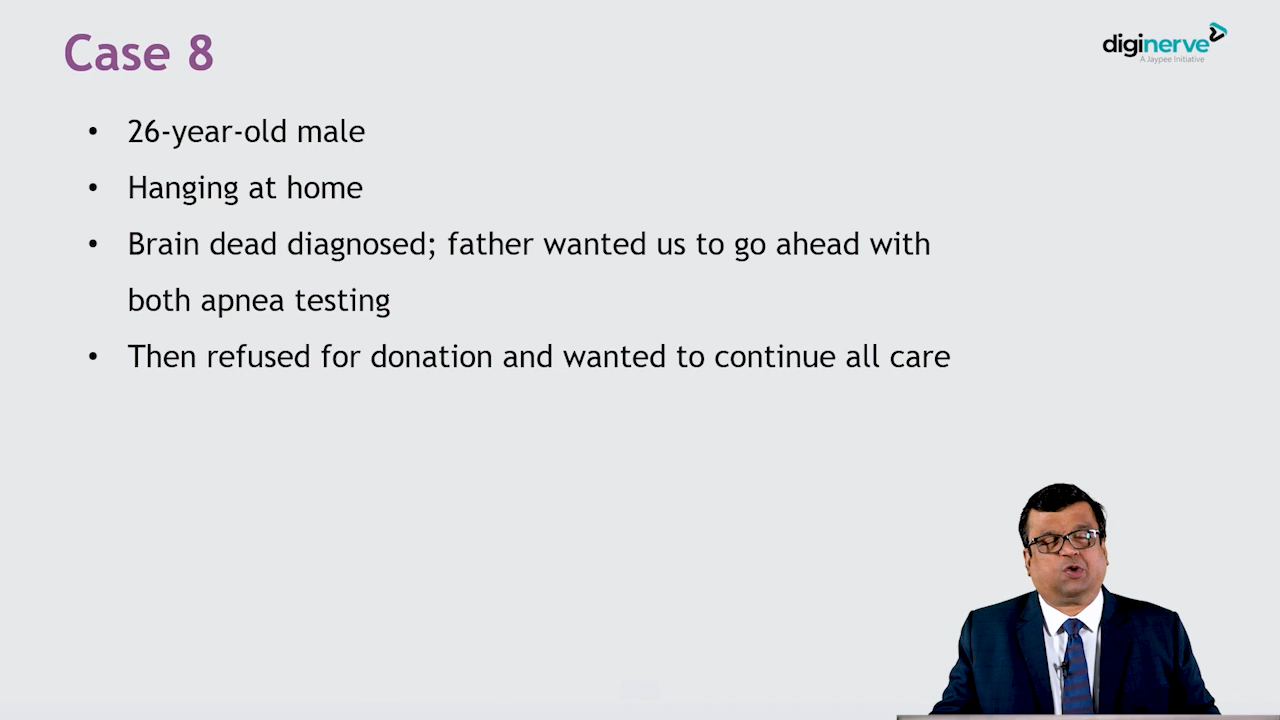 Case 8
diginerve
A Jaypee Initiative
• 26-year-old male
• Hanging at home
• Brain dead diagnosed; father wanted us to go ahead with
both apnea testing
• Then refused for donation and wanted to continue all care